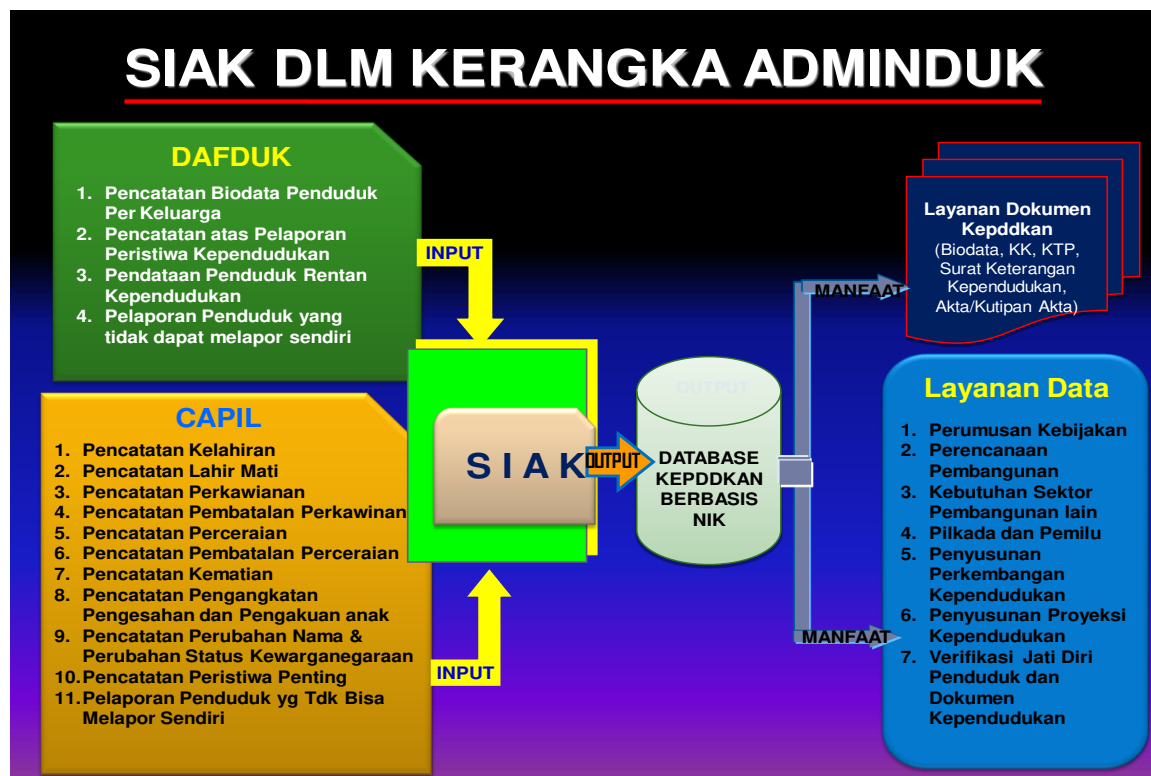 SIAK DLM KERANGKA ADMINDUK
DAFDUK
1. Pencatatan Biodata Penduduk
Per Keluarga
2. Pencatatan atas Pelaporan
Peristiwa Kependudukan
3. Pendataan Penduduk Rentan
Kependudukan
4. Pelaporan Penduduk yang
tidak dapat melapor sendiri
INPUT
CAPIL
1. Pencatatan Kelahiran
2. Pencatatan Lahir Mati
3. Pencatatan Perkawianan
4. Pencatatan Pembatalan Perkawinan
5. Pencatatan Perceraian
6. Pencatatan Pembatalan Perceraian
7. Pencatatan Kematian
8. Pencatatan Pengangkatan
Pengesahan dan Pengakuan anak
9. Pencatatan Perubahan Nama &
Perubahan Status Kewarganegaraan
10. Pencatatan Peristiwa Penting
11. Pelaporan Penduduk yg Tdk Bisa
Melapor Sendiri
INPUT
S I A K
OUTPUT
OUTPUT
DATABASE
KEPDDKAN
BERBASIS
NIK
MANFAAT
MANFAAT
Layanan Dokumen
Kepddkan
(Biodata, KK, KTP,
Surat Keterangan
Kependudukan,
Akta/Kutipan Akta)
Layanan Data
1. Perumusan Kebijakan
2. Perencanaan
Pembangunan
3. Kebutuhan Sektor
Pembangunan lain
4. Pilkada dan Pemilu
5. Penyusunan
Perkembangan
Kependudukan
6. Penyusunan Proyeksi
Kependudukan
7. Verifikasi Jati Diri
Penduduk dan
Dokumen
Kependudukan